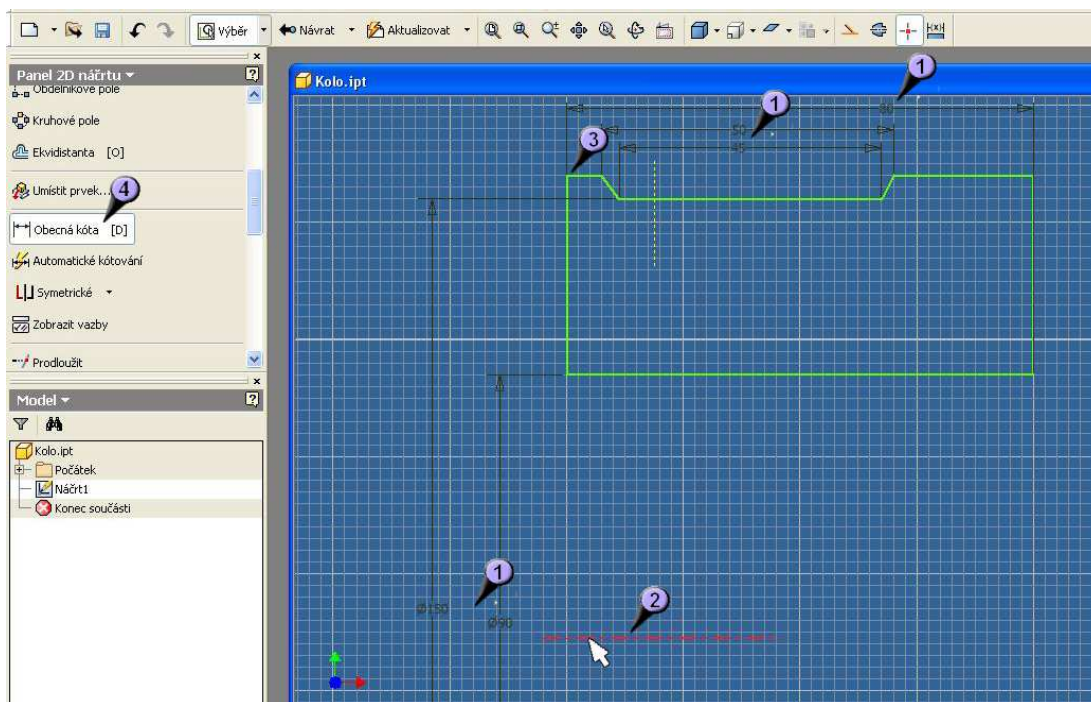 Výběr Návrat Aktualizovat
Panel 2D náčrtu
Obdélníkové pole
Kruhové pole
Ekvidistanta [O]
Umístit prvek...
4
Obecná kóta [D]
Automatické kótování
Symetrické
Zobrazit vazby
Prodloužit
Model
Kolo.ipt
Počátek
Náčrt1
Konec součásti
Kolo.ipt
1
80
1
50
45
3
1
Ø150
Ø90
2